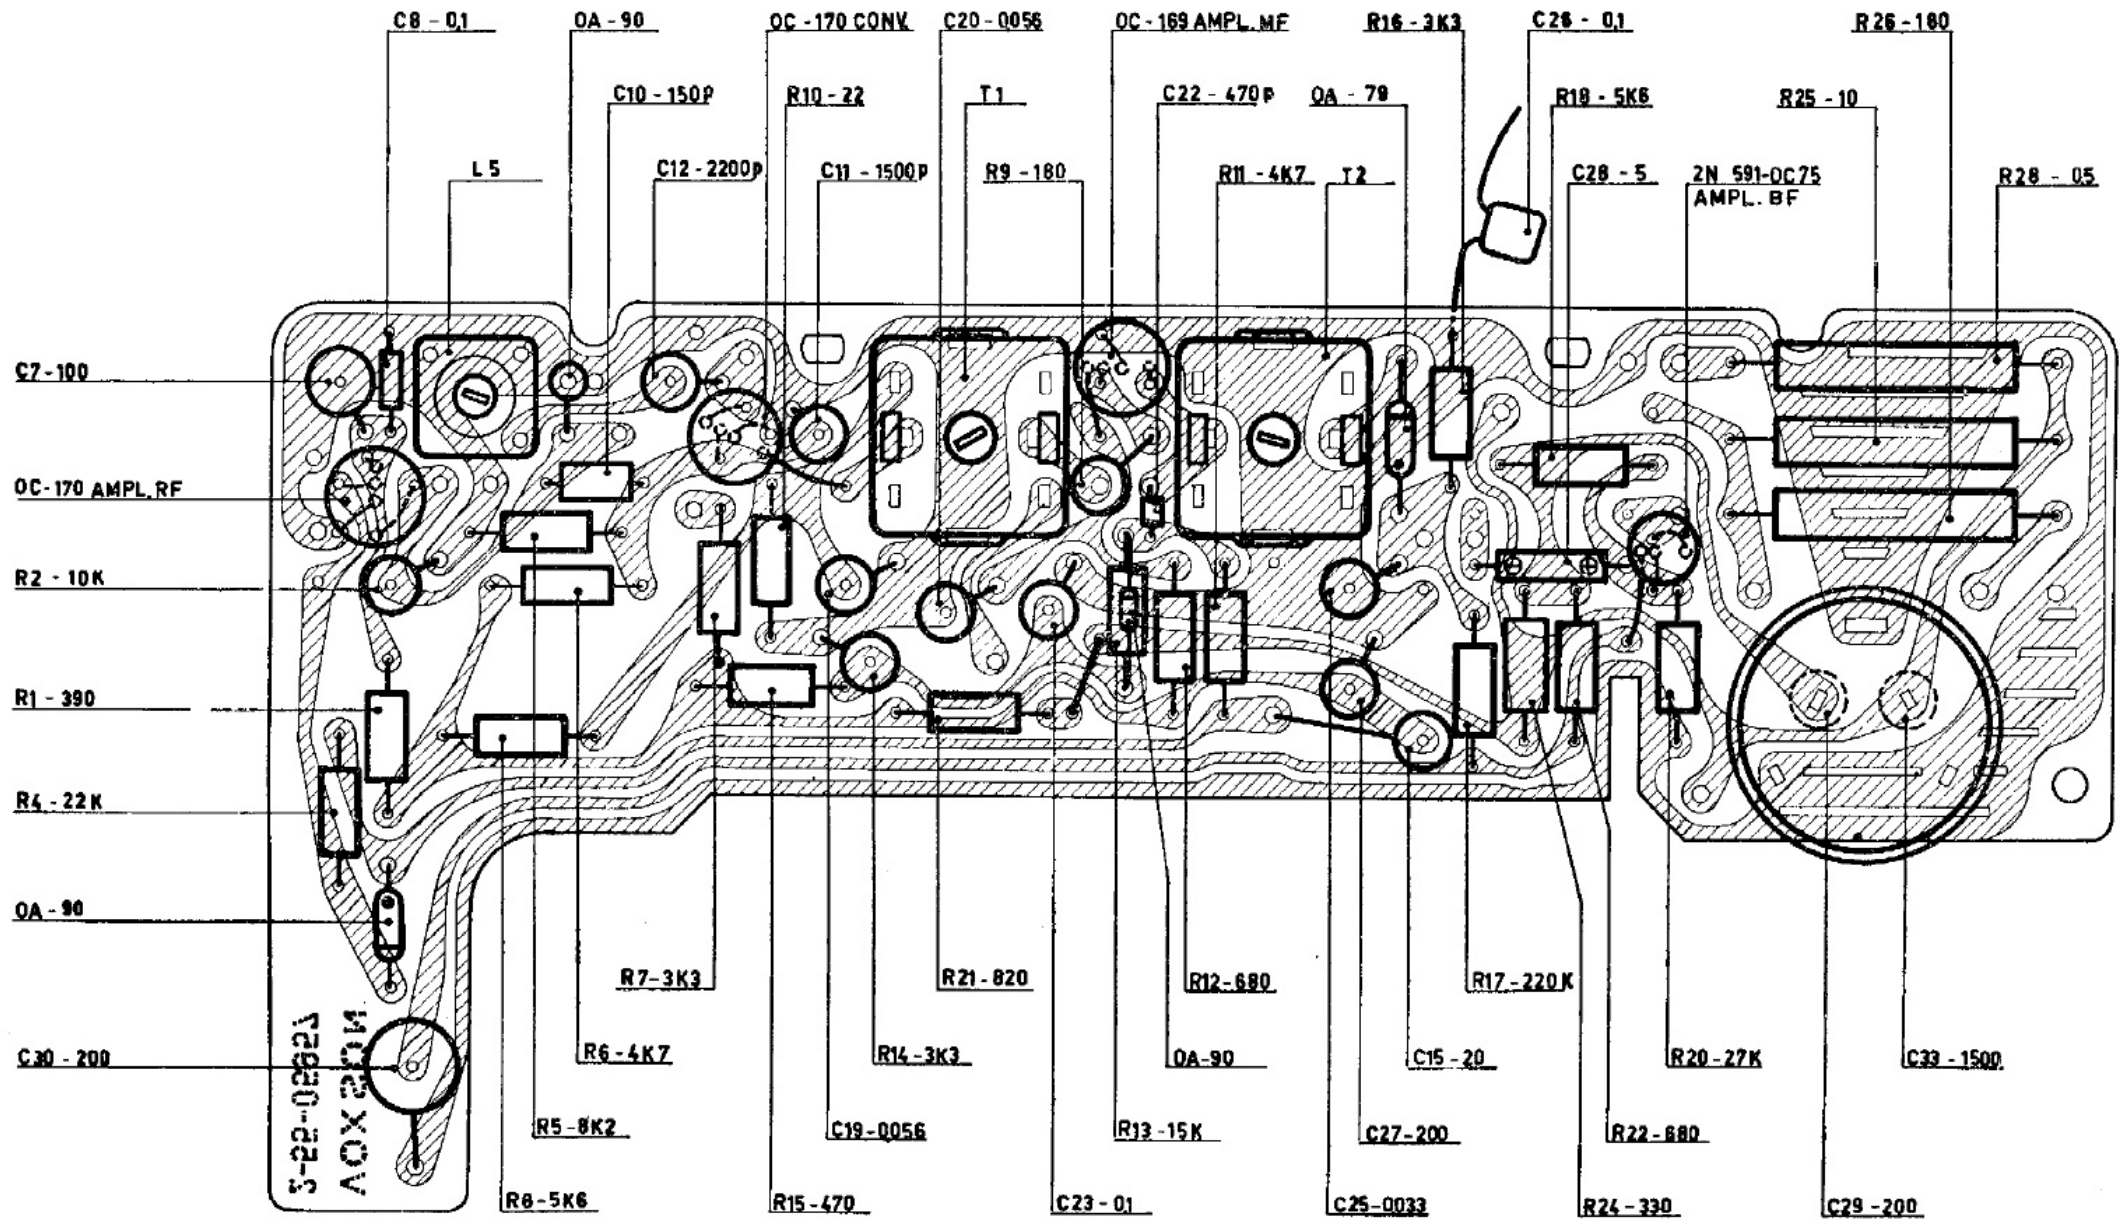 C8 - 0,1
OA - 90
OC - 170 CONV.
C20 - 0056
OC - 169 AMPL. MF
R16 - 3K3
C26 - 0,1
R26 - 180
C10 - 150P
R10 - 22
T1
C22 - 470P
OA - 79
R18 - 5K6
R25 - 10
L5
C12 - 2200P
C11 - 1500P
R9 - 180
R11 - 4K7
T2
C28 - 5
2N 591-OC75
AMPL. BF
R28 - 05
C7 - 100
OC - 170 AMPL. RF
R2 - 10K
R1 - 390
R4 - 22K
OA - 90
R7 - 3K3
R21 - 820
R12 - 680
R17 - 220K
C30 - 200
R6 - 4K7
R14 - 3K3
OA - 90
C15 - 20
R20 - 27K
C33 - 1500
R5 - 8K2
C19 - 0056
R13 - 15K
C27 - 200
R22 - 680
R8 - 5K6
R15 - 470
C23 - 0,1
C25 - 0033
R24 - 330
C29 - 200
VOXSON